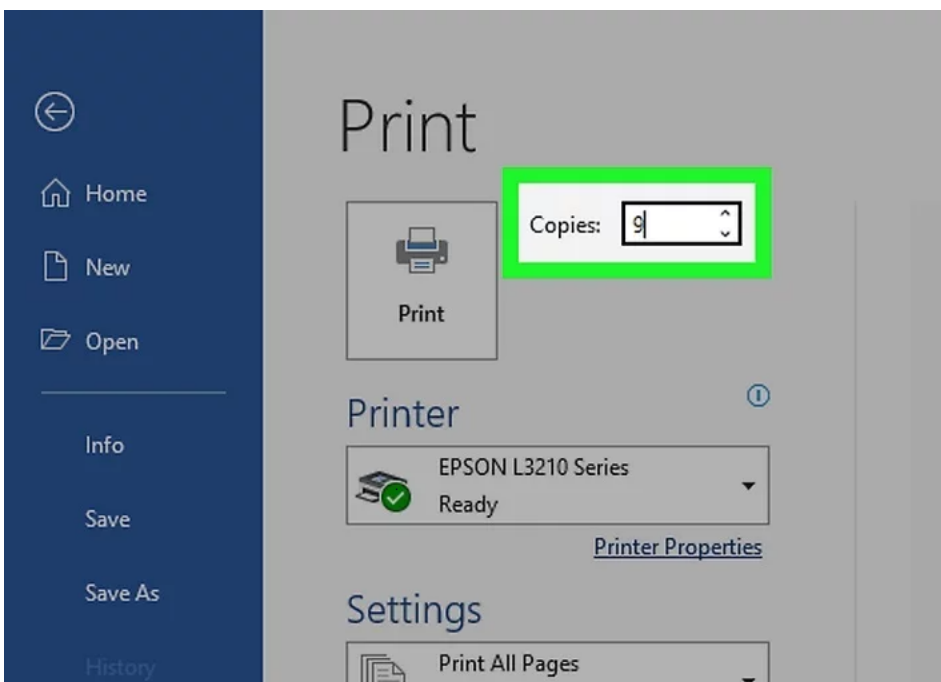 Print
Home
New
Open
Info
Save
Save As
History
Copies: 9
Print
Printer
EPSON L3210 Series
Ready
Printer Properties
Settings
Print All Pages